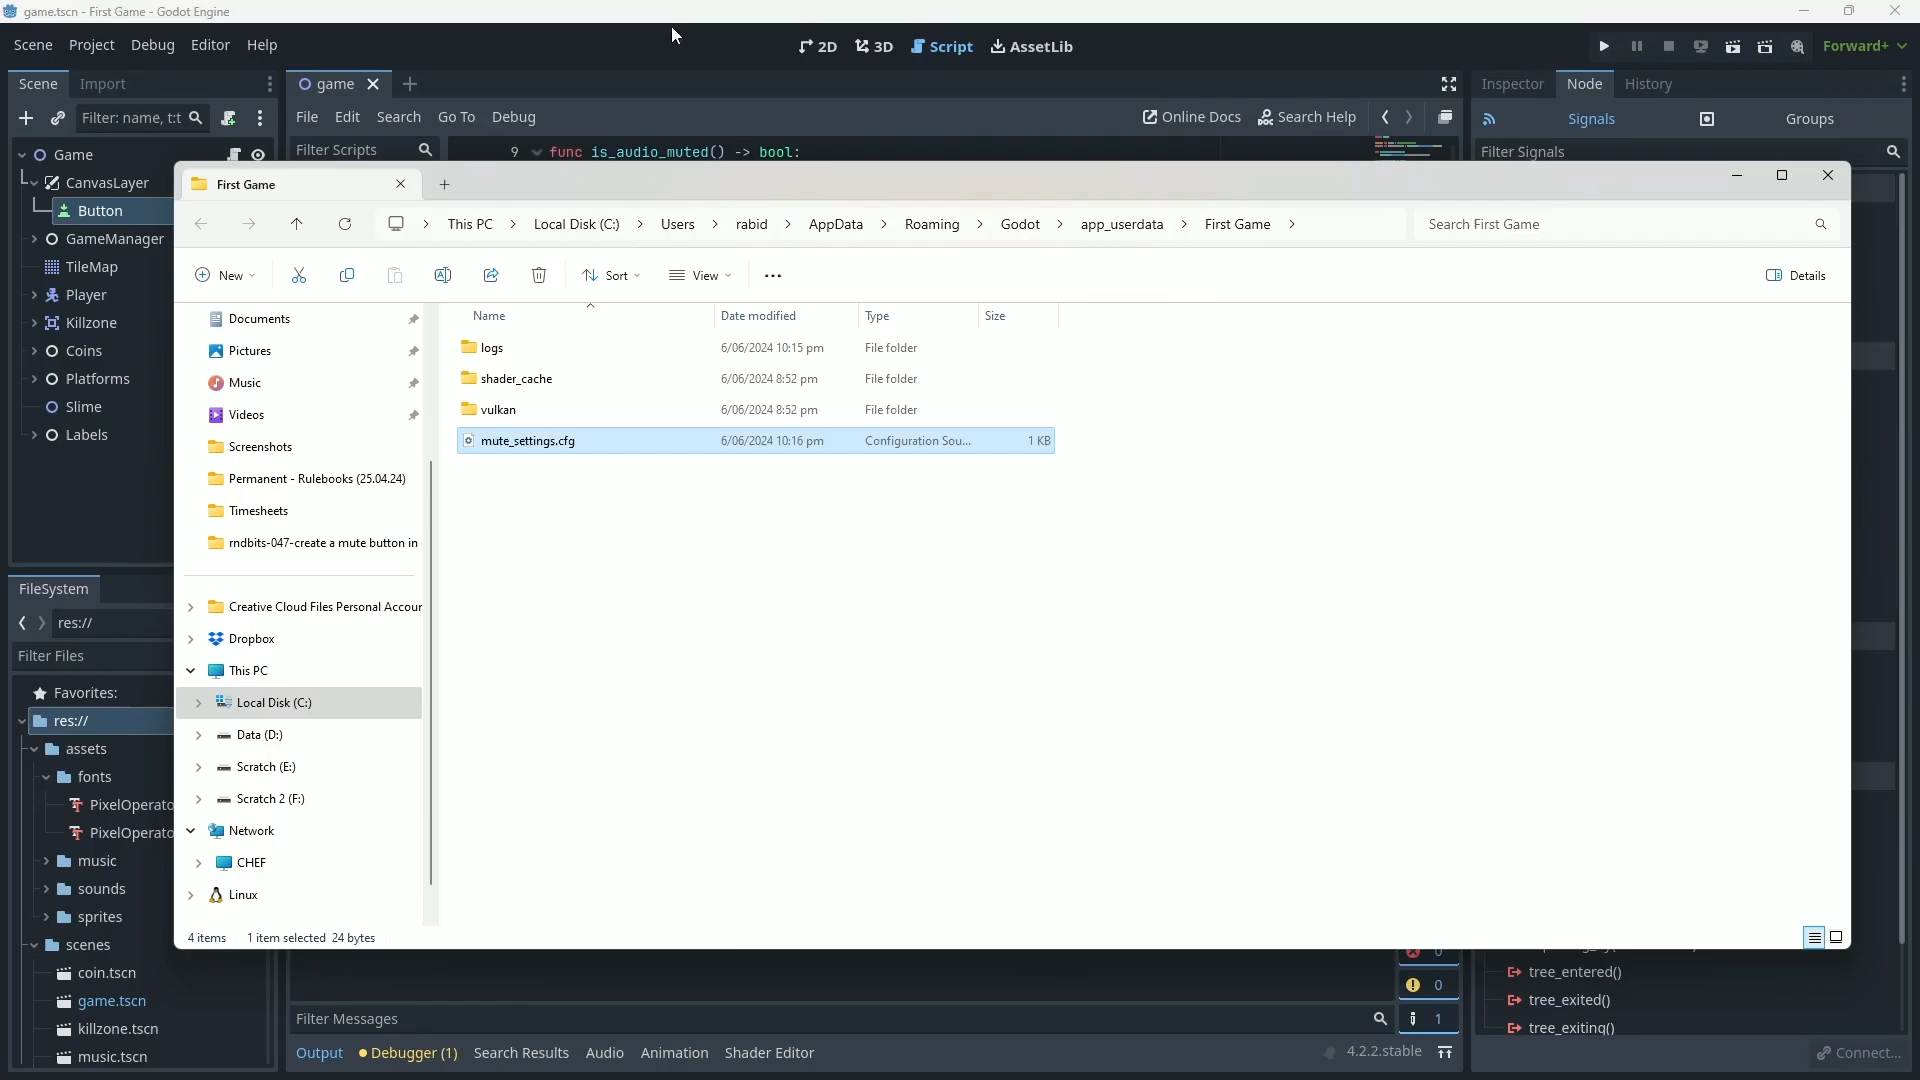 game.tscn - First Game - Godot Engine
Scene Project Debug Editor Help
2D 3D Script AssetLib
Forward+
Scene Import
game
Inspector Node History
Filter: name, t:t
File Edit Search Go To Debug
Online Docs Search Help
Signals Groups
Filter Scripts
9 func is_audio_muted() -> bool:
Filter Signals
Game
CanvasLayer
Button
GameManager
TileMap
Player
Killzone
Coins
Platforms
Slime
Labels
First Game
This PC > Local Disk (C:) > Users > rabid > AppData > Roaming > Godot > app_userdata > First Game >
Search First Game
New Sort View Details
Documents
Pictures
Music
Videos
Screenshots
Permanent - Rulebooks (25.04.24)
Timesheets
rndbits-047-create a mute button in
Creative Cloud Files Personal Accour
Dropbox
This PC
Local Disk (C:)
Data (D:)
Scratch (E:)
Scratch 2 (F:)
Network
CHEF
Linux
Name Date modified Type Size
logs 6/06/2024 10:15 pm File folder
shader_cache 6/06/2024 8:52 pm File folder
vulkan 6/06/2024 8:52 pm File folder
mute_settings.cfg 6/06/2024 10:16 pm Configuration Sou... 1 KB
4 items 1 item selected 24 bytes
FileSystem
res://
Filter Files
Favorites:
res://
assets
fonts
PixelOperato
PixelOperato
music
sounds
sprites
scenes
coin.tscn
game.tscn
killzone.tscn
music.tscn
0
0
1
Filter Messages
Output Debugger (1) Search Results Audio Animation Shader Editor
4.2.2.stable
tree_entered()
tree_exited()
tree_exiting()
Connect...